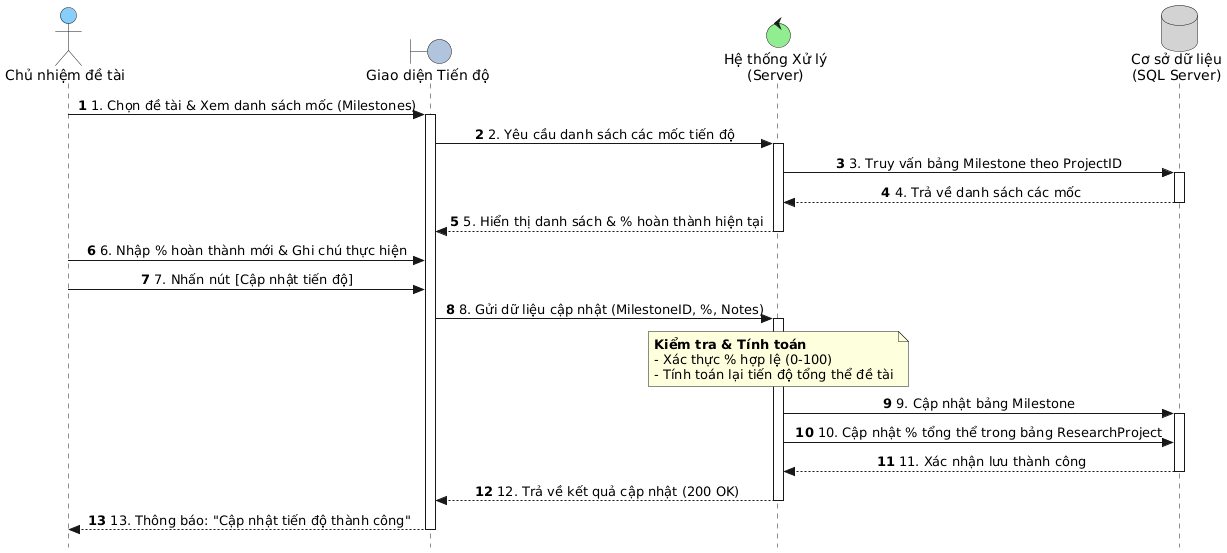 Chủ nhiệm đề tài
Giao diện Tiến độ
Hệ thống Xử lý
(Server)
Cơ sở dữ liệu
(SQL Server)
1 1. Chọn đề tài & Xem danh sách mốc (Milestones)
2 2. Yêu cầu danh sách các mốc tiến độ
3 3. Truy vấn bảng Milestone theo ProjectID
4 4. Trả về danh sách các mốc
5 5. Hiển thị danh sách & % hoàn thành hiện tại
6 6. Nhập % hoàn thành mới & Ghi chú thực hiện
7 7. Nhấn nút [Cập nhật tiến độ]
8 8. Gửi dữ liệu cập nhật (MilestoneID, %, Notes)
Kiểm tra & Tính toán
- Xác thực % hợp lệ (0-100)
- Tính toán lại tiến độ tổng thể đề tài
9 9. Cập nhật bảng Milestone
10 10. Cập nhật % tổng thể trong bảng ResearchProject
11 11. Xác nhận lưu thành công
12 12. Trả về kết quả cập nhật (200 OK)
13 13. Thông báo: "Cập nhật tiến độ thành công"